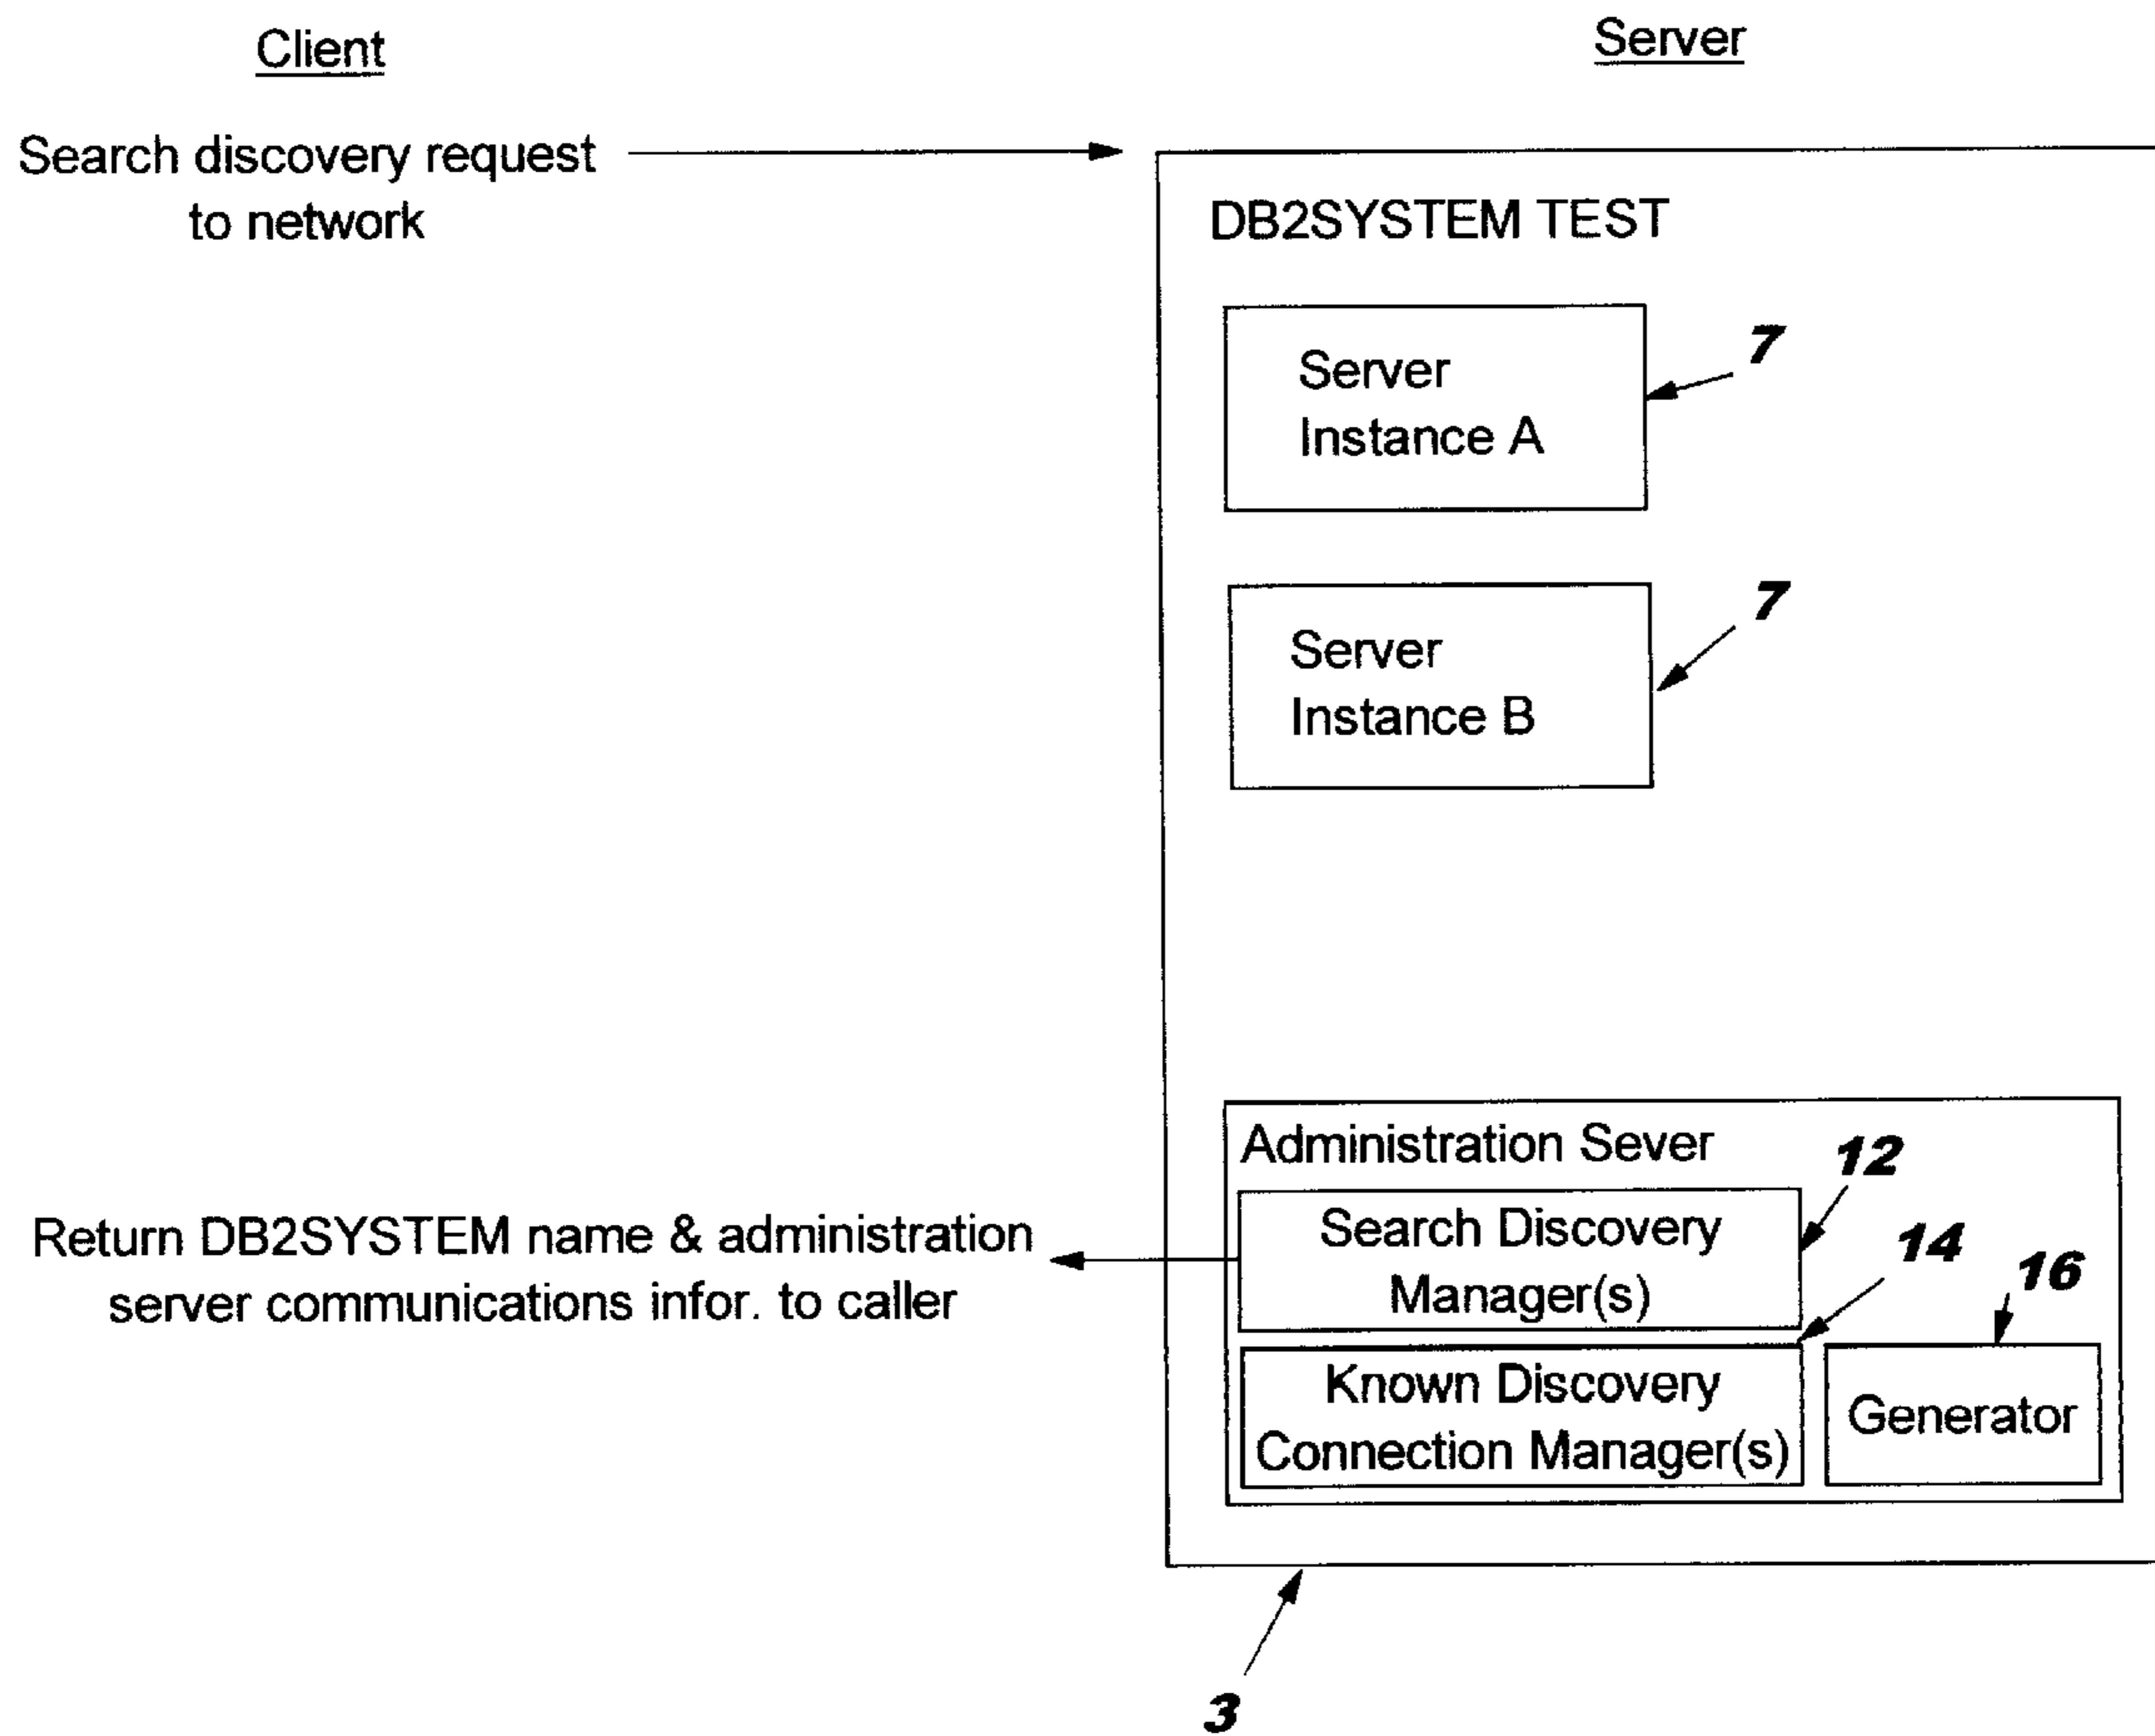 Client
Server
Search discovery request
to network
DB2SYSTEM TEST
Server
Instance A
7
Server
Instance B
7
Administration Sever
12
Search Discovery
Manager(s)
14
16
Return DB2SYSTEM name & administration
server communications infor. to caller
Known Discovery
Connection Manager(s)
Generator
3